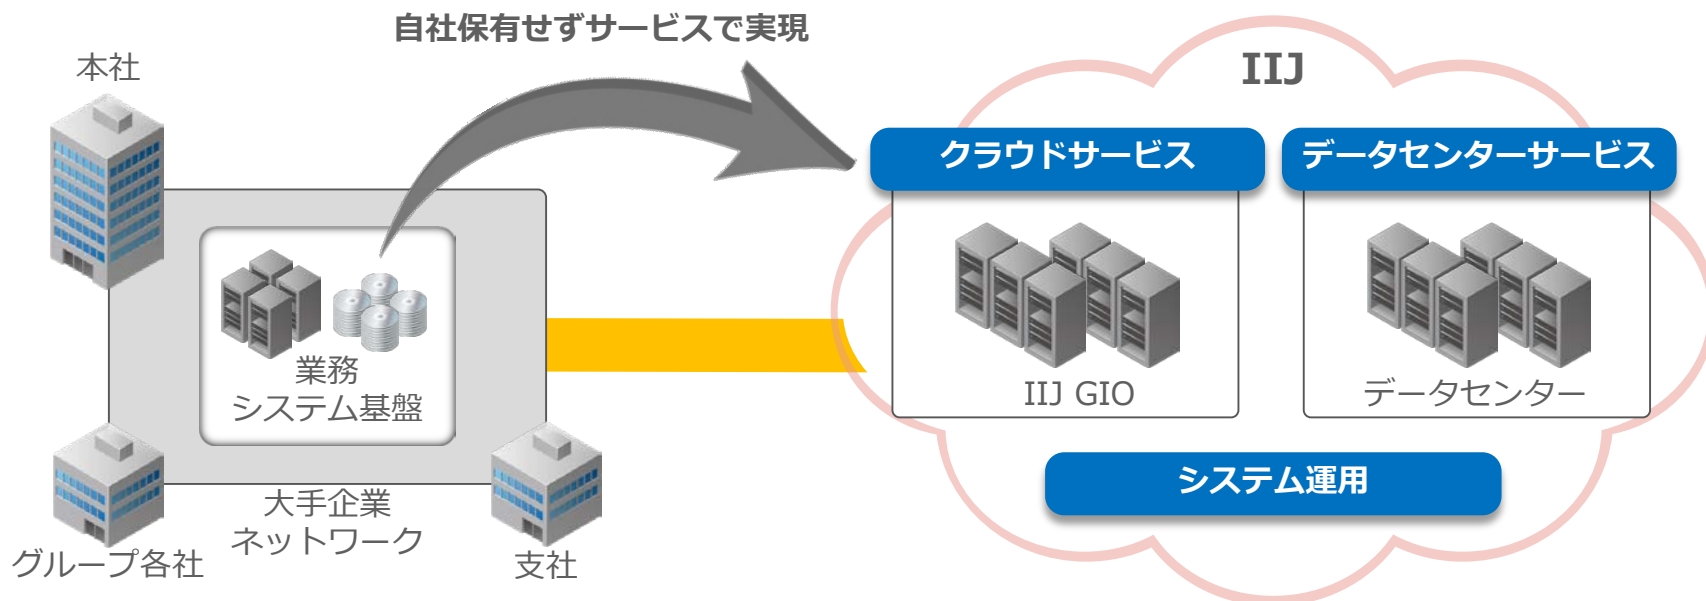 自社保有せずサービスで実現
本社
業務
システム基盤
大手企業
ネットワーク
グループ各社
支社
IIJ
クラウドサービス
データセンターサービス
IIJ GIO
データセンター
システム運用